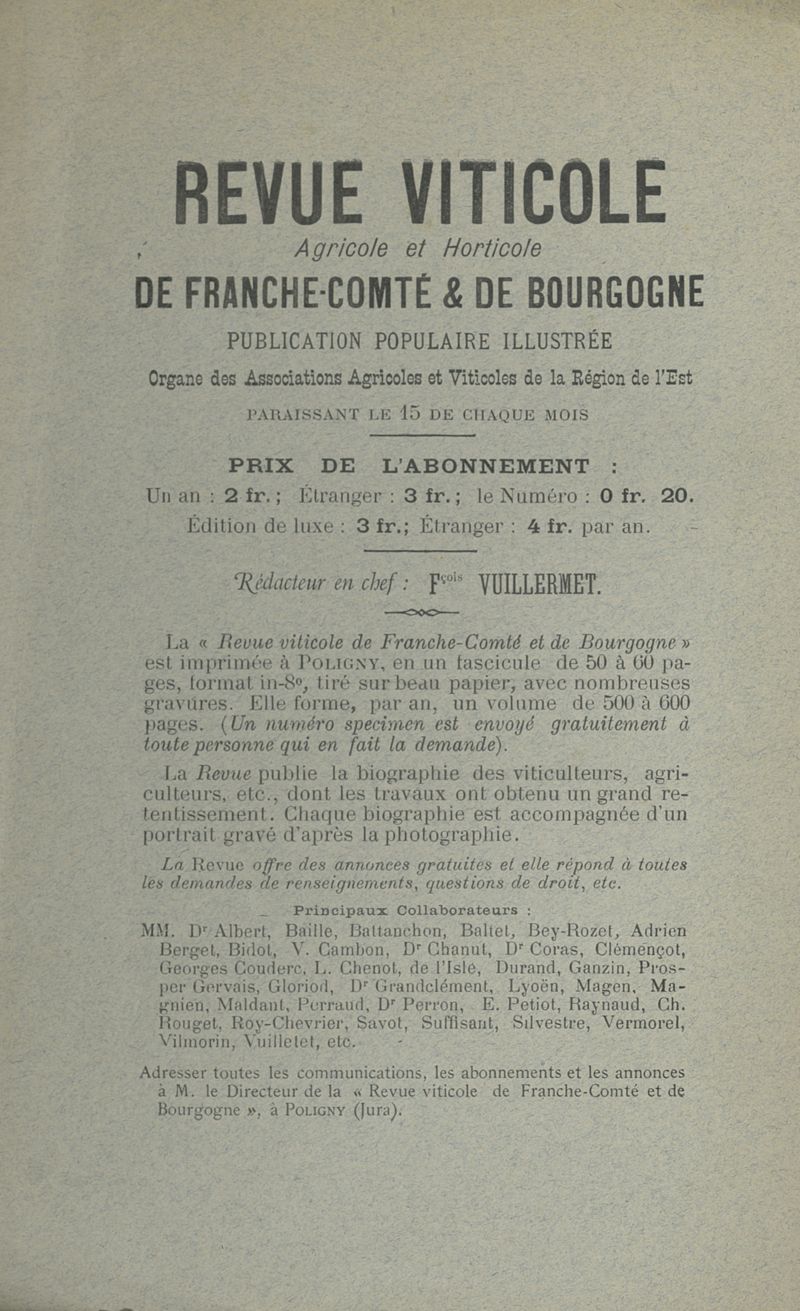 REVUE VITICOLE
Agricole et Horticole
DE FRANCHE-COMTÉ & DE BOURGOGNE
PUBLICATION POPULAIRE ILLUSTRÉE
Organe des Associations Agricoles et Viticoles de la Région de l'Est
PARAISSANT LE 15 DE CHAQUE MOIS
PRIX DE L'ABONNEMENT :
Un an : 2 fr. ; Étranger : 3 fr. ; le Numéro : 0 fr. 20.
Édition de luxe : 3 fr.; Étranger : 4 fr. par an.
Rédacteur en chef : Fçois VUILLERMET.
La « Revue viticole de Franche-Comté et de Bourgogne »
est imprimée à POLIGNY, en un fascicule de 50 à 60 pa-
ges, format in-8º, tiré sur beau papier, avec nombreuses
gravures. Elle forme, par an, un volume de 500 à 600
pages. (Un numéro specimen est envoyé gratuitement à
toute personne qui en fait la demande).
La Revue publie la biographie des viticulteurs, agri-
culteurs, etc., dont les travaux ont obtenu un grand re-
tentissement. Chaque biographie est accompagnée d'un
portrait gravé d'après la photographie.
La Revue offre des annonces gratuites et elle répond à toutes
les demandes de renseignements, questions de droit, etc.
Principaux Collaborateurs :
MM. Dr Albert, Baille, Battanchon, Baltet, Bey-Rozet, Adrien
Berget, Bidot, V. Cambon, Dr Chanut, Dr Coras, Clémençot,
Georges Couderc, L. Chenot, de l'Isle, Durand, Ganzin, Pros-
per Gervais, Gloriod, Dr Grandclément, Lyoën, Magen, Ma-
gnien, Maldant, Perraud, Dr Perron, E. Petiot, Raynaud, Ch.
Rouget, Roy-Chevrier, Savot, Suffisant, Silvestre, Vermorel,
Vilmorin, Vuilletet, etc.
Adresser toutes les communications, les abonnements et les annonces
à M. le Directeur de la « Revue viticole de Franche-Comté et de
Bourgogne », à POLIGNY (Jura).